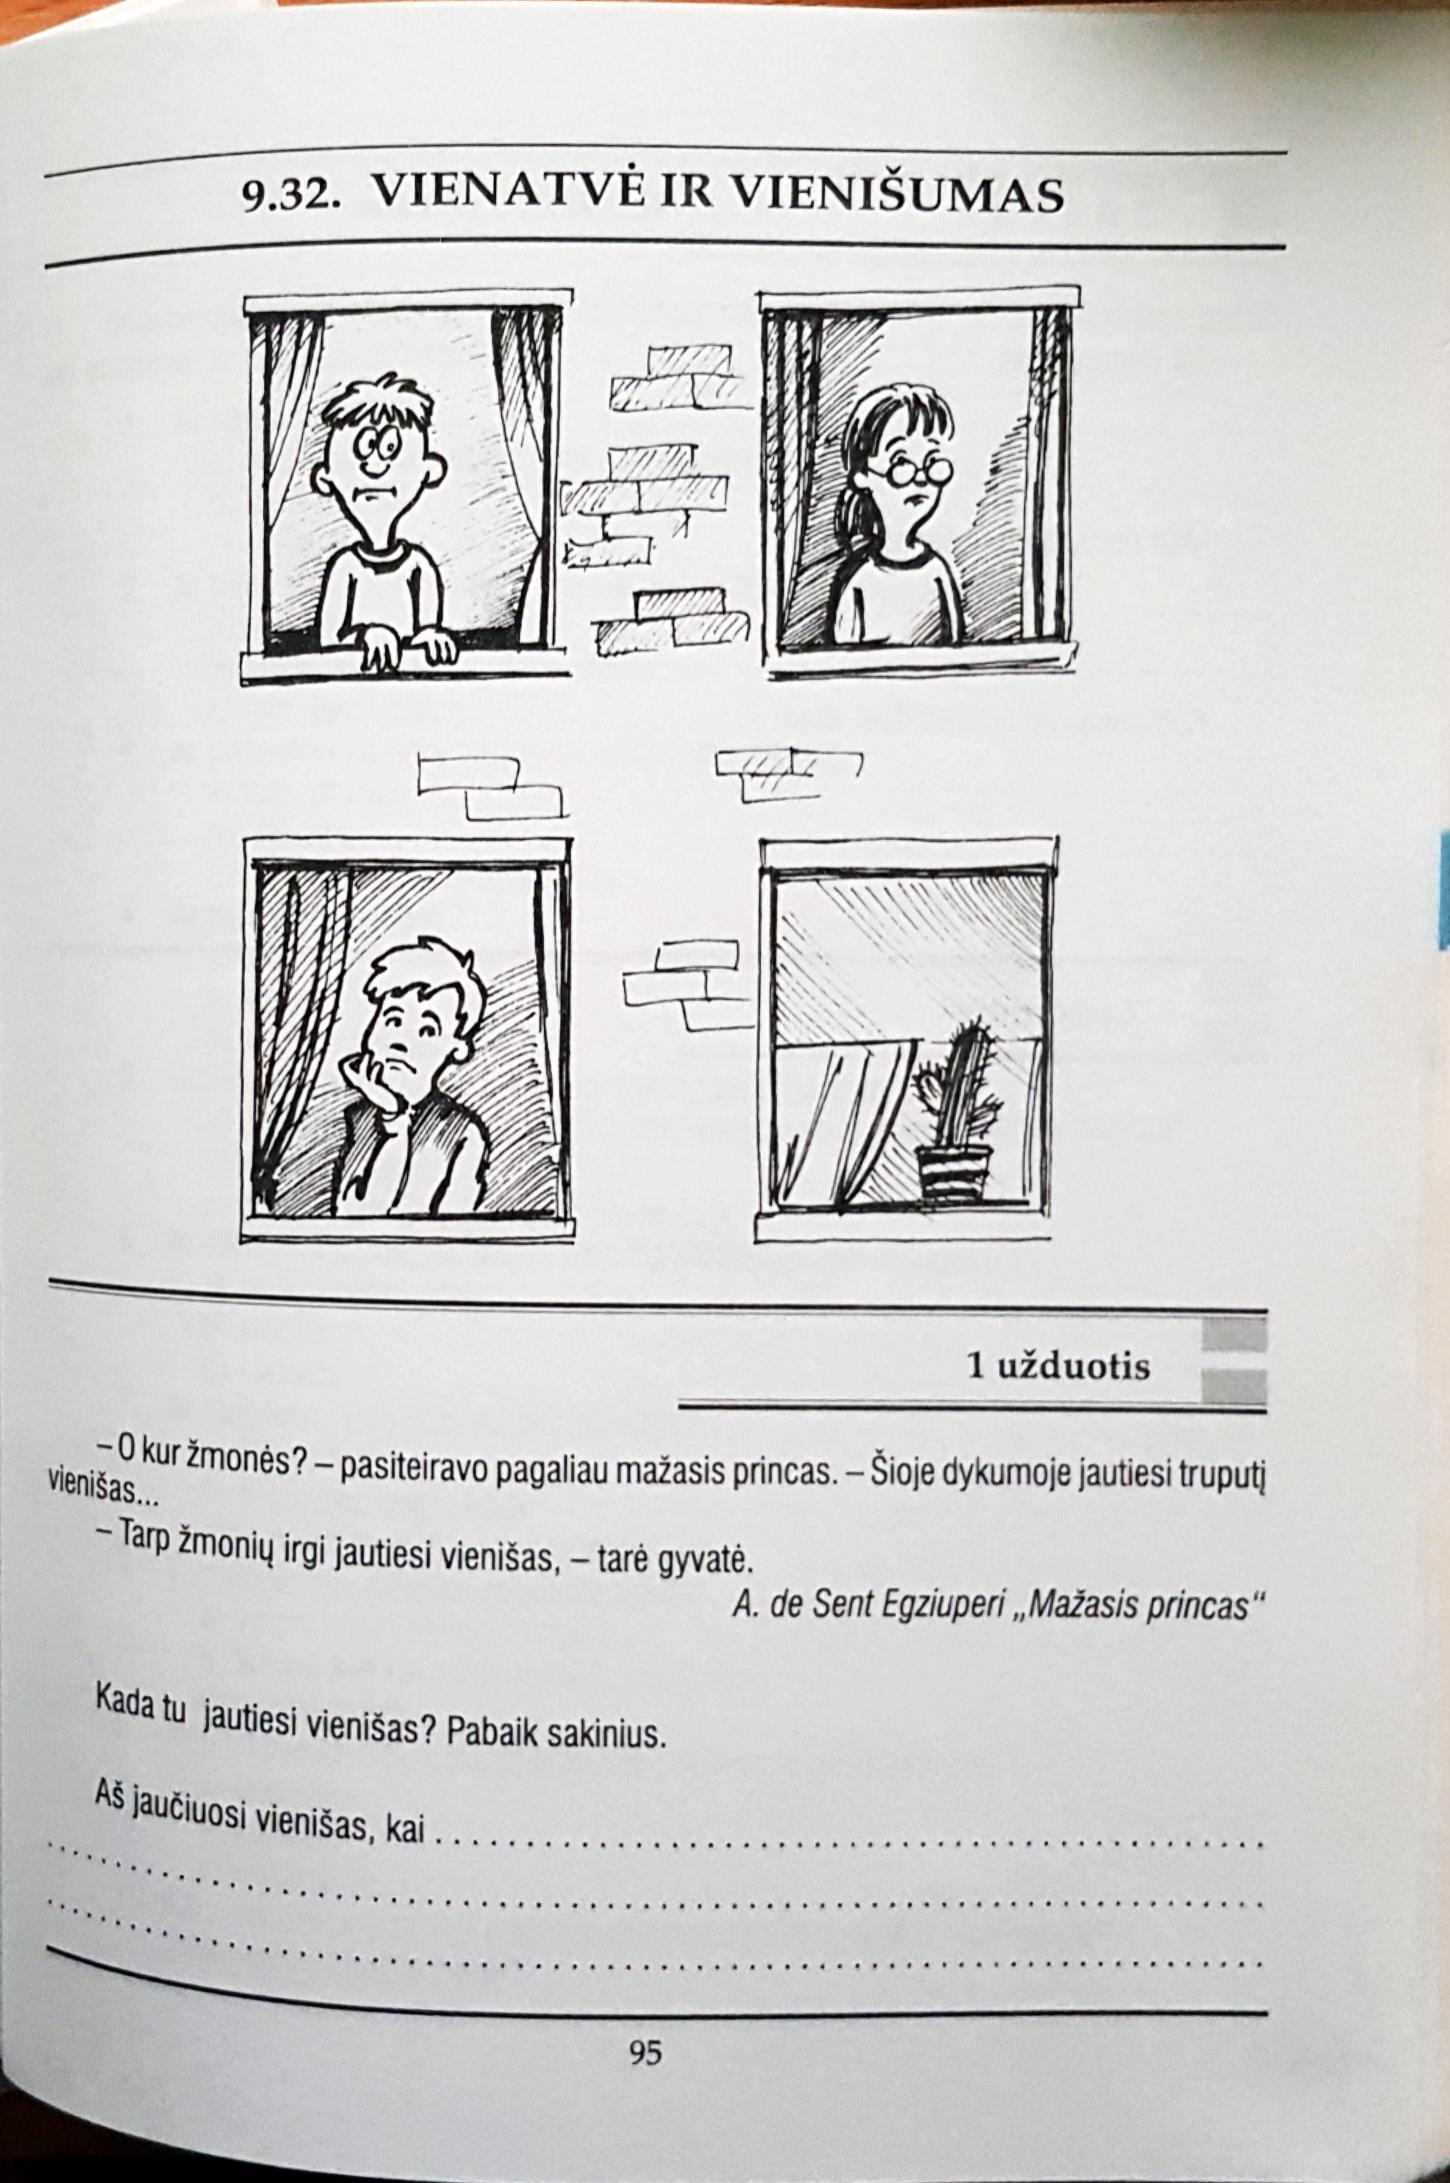 9.32. VIENATVĖ IR VIENIŠUMAS
1 užduotis
– O kur žmonės? – pasiteiravo pagaliau mažasis princas. – Šioje dykumoje jautiesi truputį
vienišas...
– Tarp žmonių irgi jautiesi vienišas, – tarė gyvatė.
A. de Sent Egziuperi „Mažasis princas“
Kada tu jautiesi vienišas? Pabaik sakinius.
Aš jaučiuosi vienišas, kai
95